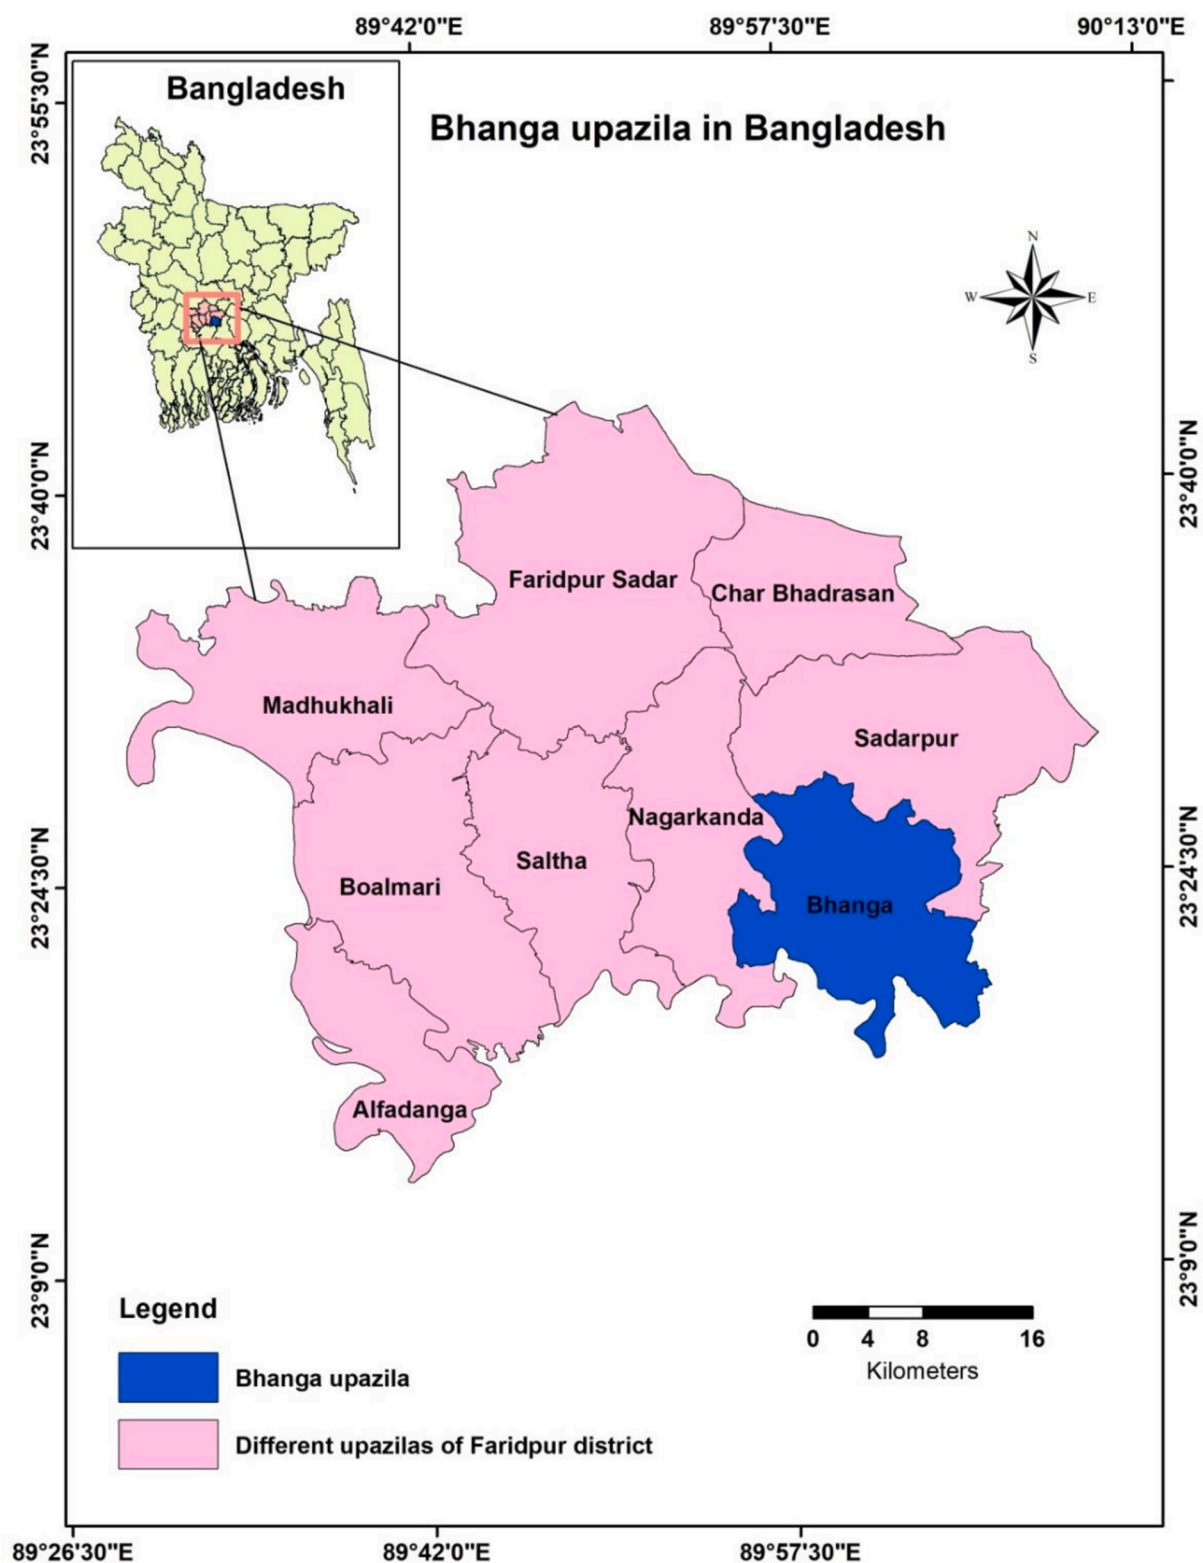 89°42'0"E 89°57'30"E 90°13'0"E
23°55'30"N
Bangladesh
Bhanga upazila in Bangladesh
N
W E
S
23°40'0"N
23°40'0"N
Faridpur Sadar
Char Bhadrasan
Madhukhali
Sadarpur
Nagarkanda
Saltha
Boalmari
Bhanga
23°24'30"N
23°24'30"N
Alfadanga
23°9'0"N
23°9'0"N
Legend
0 4 8 16
Kilometers
Bhanga upazila
Different upazilas of Faridpur district
89°26'30"E 89°42'0"E 89°57'30"E